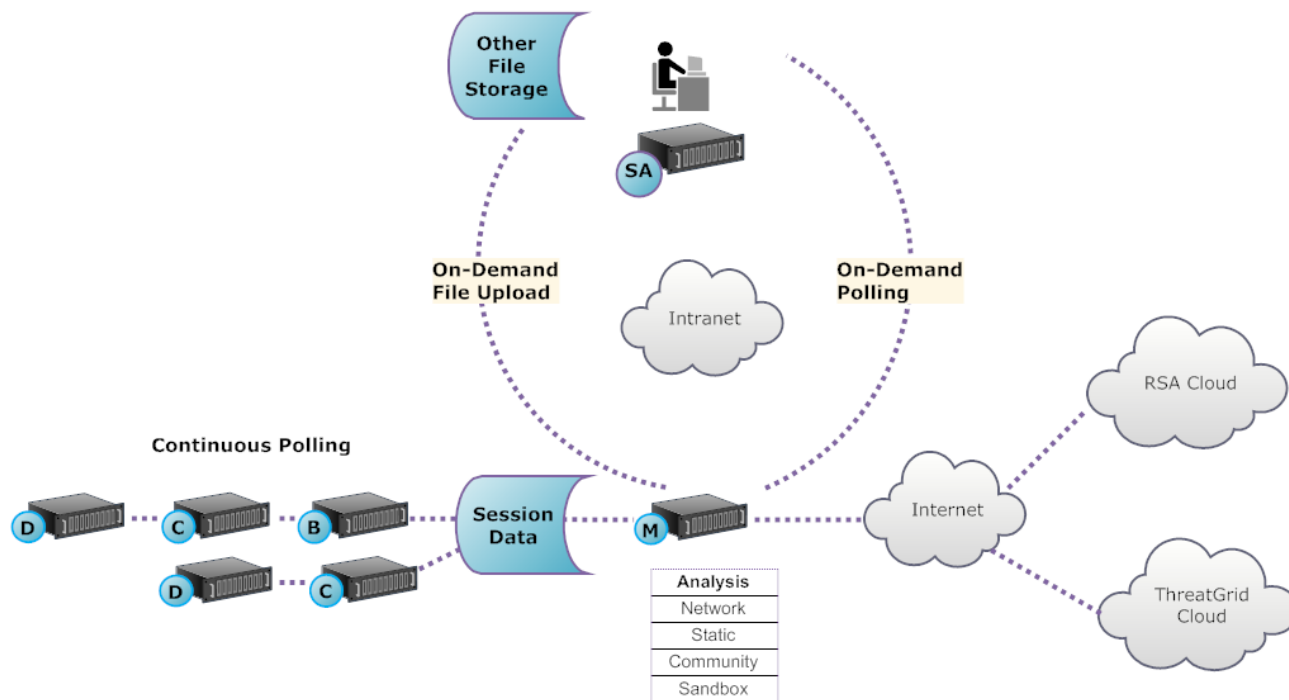 Other
File
Storage
SA
On-Demand
File Upload
On-Demand
Polling
Intranet
RSA Cloud
Continuous Polling
D
C
B
Session
Data
M
Internet
D
C
ThreatGrid
Cloud
Analysis
Network
Static
Community
Sandbox